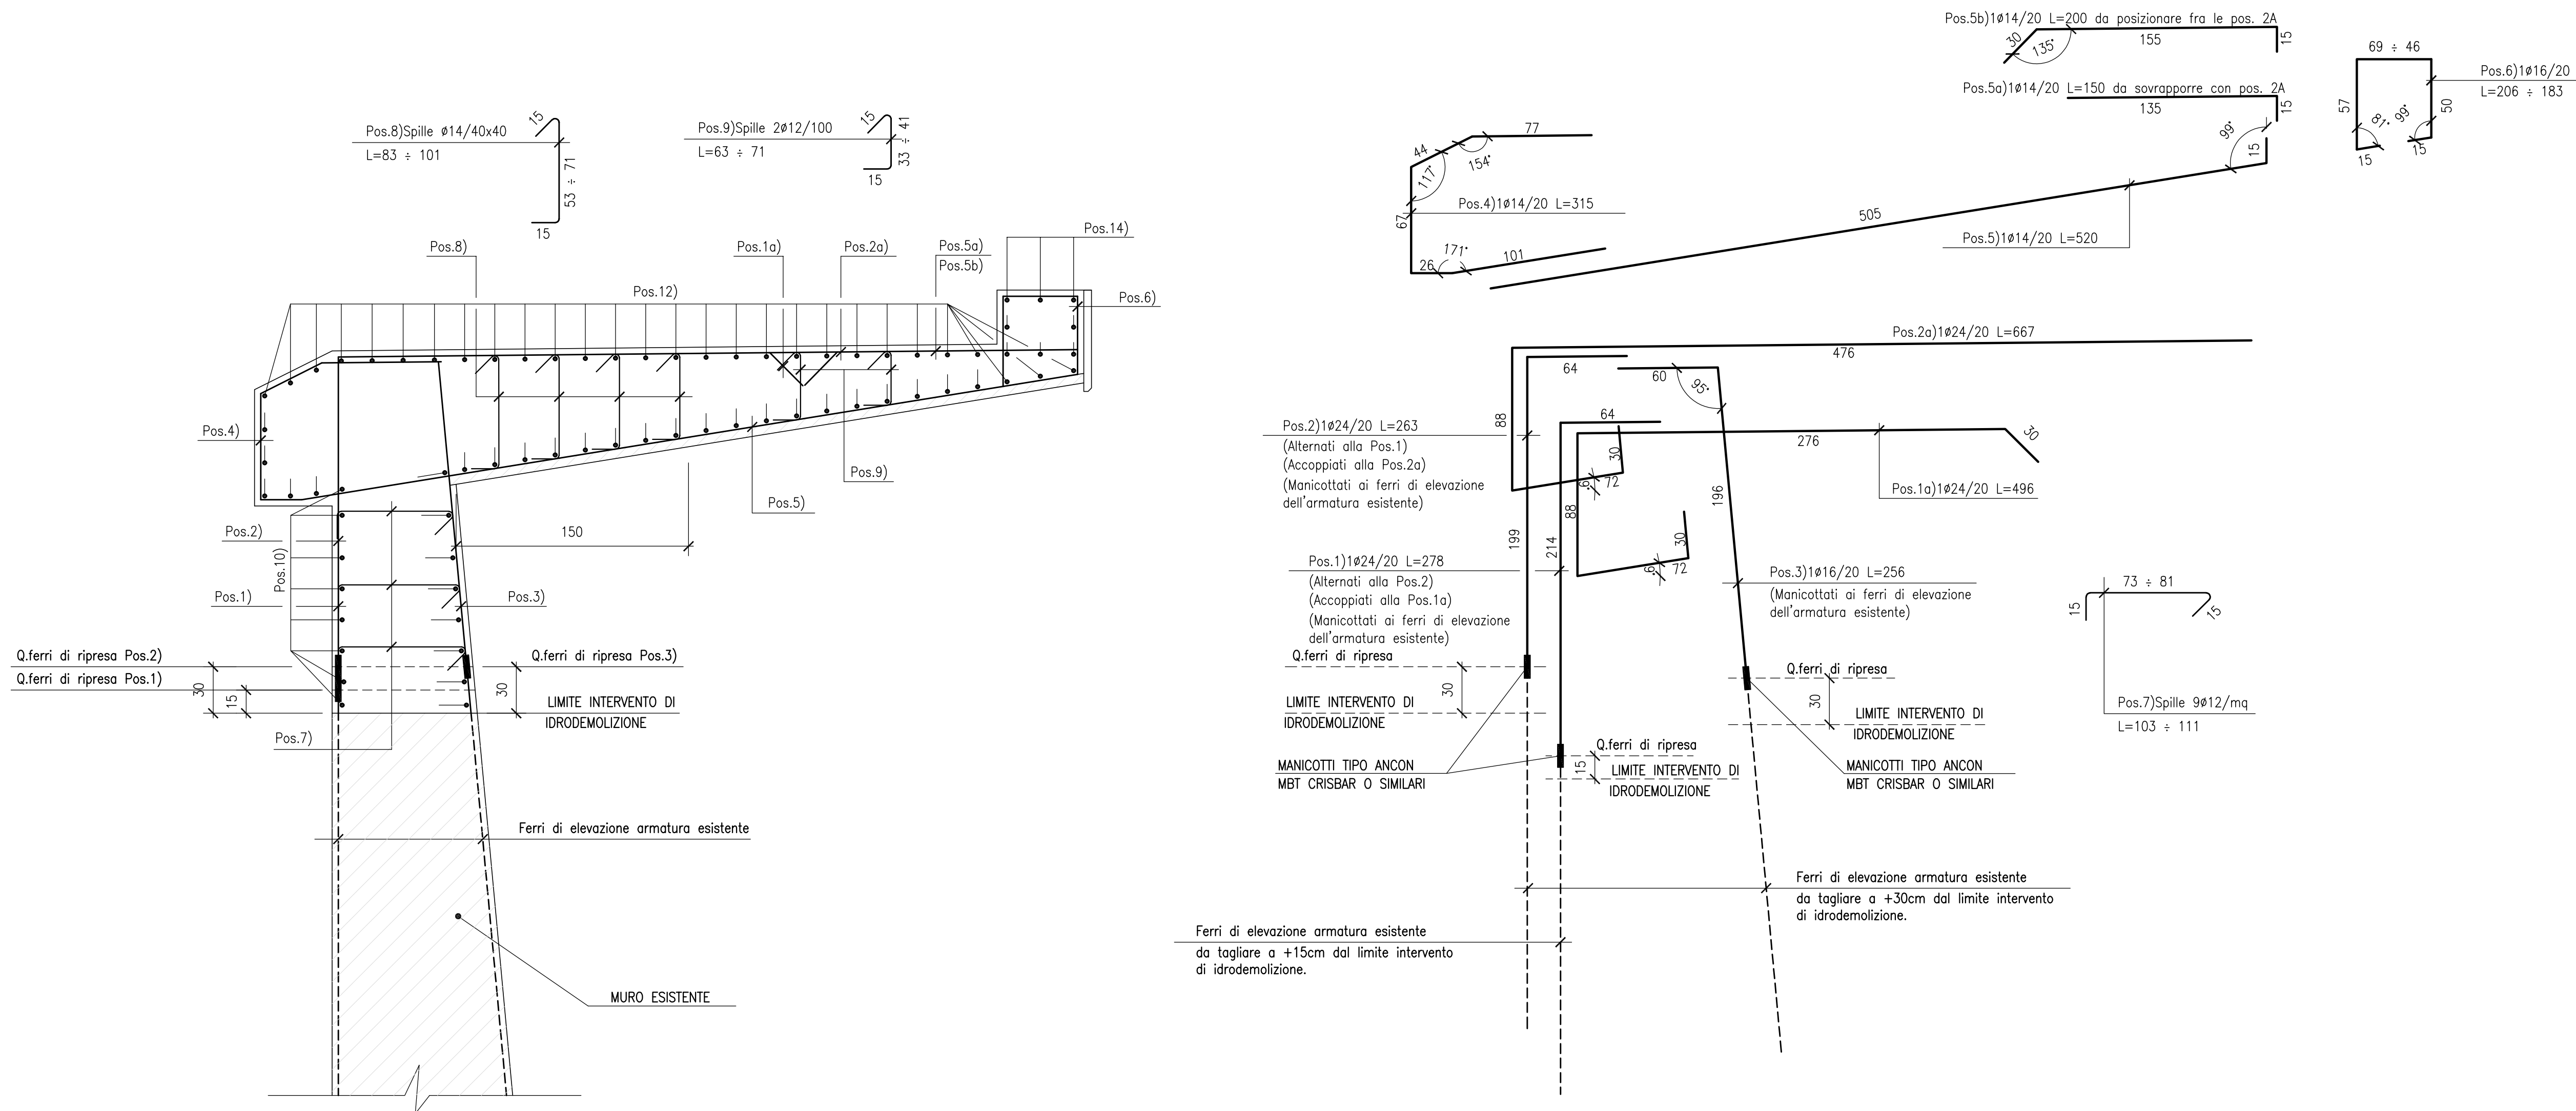 Pos.8)Spille ø14/40x40
L=83 ÷ 101
15
53 ÷ 71
15
Pos.9)Spille 2ø12/100
L=63 ÷ 71
15
33 ÷ 41
15
Pos.8)
Pos.1a)
Pos.2a)
Pos.5a)
Pos.5b)
Pos.14)
Pos.12)
Pos.6)
Pos.4)
Pos.9)
Pos.5)
150
Pos.2)
Pos.10)
Pos.1)
Pos.3)
Q.ferri di ripresa Pos.2)
Q.ferri di ripresa Pos.1)
30
15
Q.ferri di ripresa Pos.3)
30
LIMITE INTERVENTO DI
IDRODEMOLIZIONE
Pos.7)
Ferri di elevazione armatura esistente
MURO ESISTENTE
Pos.5b)1ø14/20 L=200 da posizionare fra le pos. 2A
30
135°
155
15
Pos.5a)1ø14/20 L=150 da sovrapporre con pos. 2A
135
15
69 ÷ 46
57
50
81°
99°
15
15
Pos.6)1ø16/20
L=206 ÷ 183
77
44
154°
117°
67
Pos.4)1ø14/20 L=315
171°
26
101
99°
15
505
Pos.5)1ø14/20 L=520
Pos.2a)1ø24/20 L=667
476
64
60
95°
88
64
276
30
Pos.2)1ø24/20 L=263
(Alternati alla Pos.1)
(Accoppiati alla Pos.2a)
(Manicottati ai ferri di elevazione
dell'armatura esistente)
30
9°
72
88
196
Pos.1a)1ø24/20 L=496
199
214
30
9°
72
Pos.1)1ø24/20 L=278
(Alternati alla Pos.2)
(Accoppiati alla Pos.1a)
(Manicottati ai ferri di elevazione
dell'armatura esistente)
Pos.3)1ø16/20 L=256
(Manicottati ai ferri di elevazione
dell'armatura esistente)
73 ÷ 81
15
15
Pos.7)Spille 9ø12/mq
L=103 ÷ 111
Q.ferri di ripresa
30
LIMITE INTERVENTO DI
IDRODEMOLIZIONE
Q.ferri di ripresa
30
LIMITE INTERVENTO DI
IDRODEMOLIZIONE
Q.ferri di ripresa
15
LIMITE INTERVENTO DI
IDRODEMOLIZIONE
MANICOTTI TIPO ANCON
MBT CRISBAR O SIMILARI
MANICOTTI TIPO ANCON
MBT CRISBAR O SIMILARI
Ferri di elevazione armatura esistente
da tagliare a +30cm dal limite intervento
di idrodemolizione.
Ferri di elevazione armatura esistente
da tagliare a +15cm dal limite intervento
di idrodemolizione.